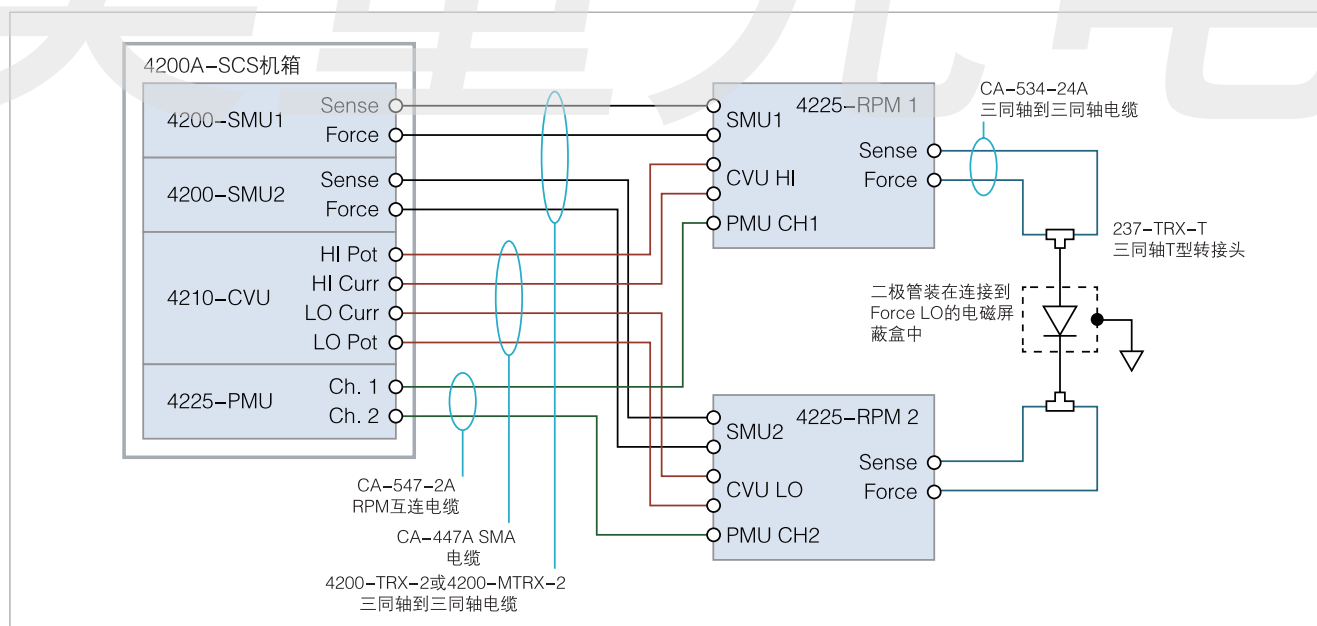 4200A-SCS机箱
4200-SMU1
Sense
Force
4200-SMU2
Sense
Force
4210-CVU
HI Pot
HI Curr
LO Curr
LO Pot
4225-PMU
Ch. 1
Ch. 2
4225-RPM 1
SMU1
CVU HI
PMU CH1
Sense
Force
CA-534-24A
三同轴到三同轴电缆
237-TRX-T
三同轴T型转接头
二极管装在连接到
Force LO的电磁屏
蔽盒中
4225-RPM 2
SMU2
CVU LO
PMU CH2
Sense
Force
CA-547-2A
RPM互连电缆
CA-447A SMA
电缆
4200-TRX-2或4200-MTRX-2
三同轴到三同轴电缆